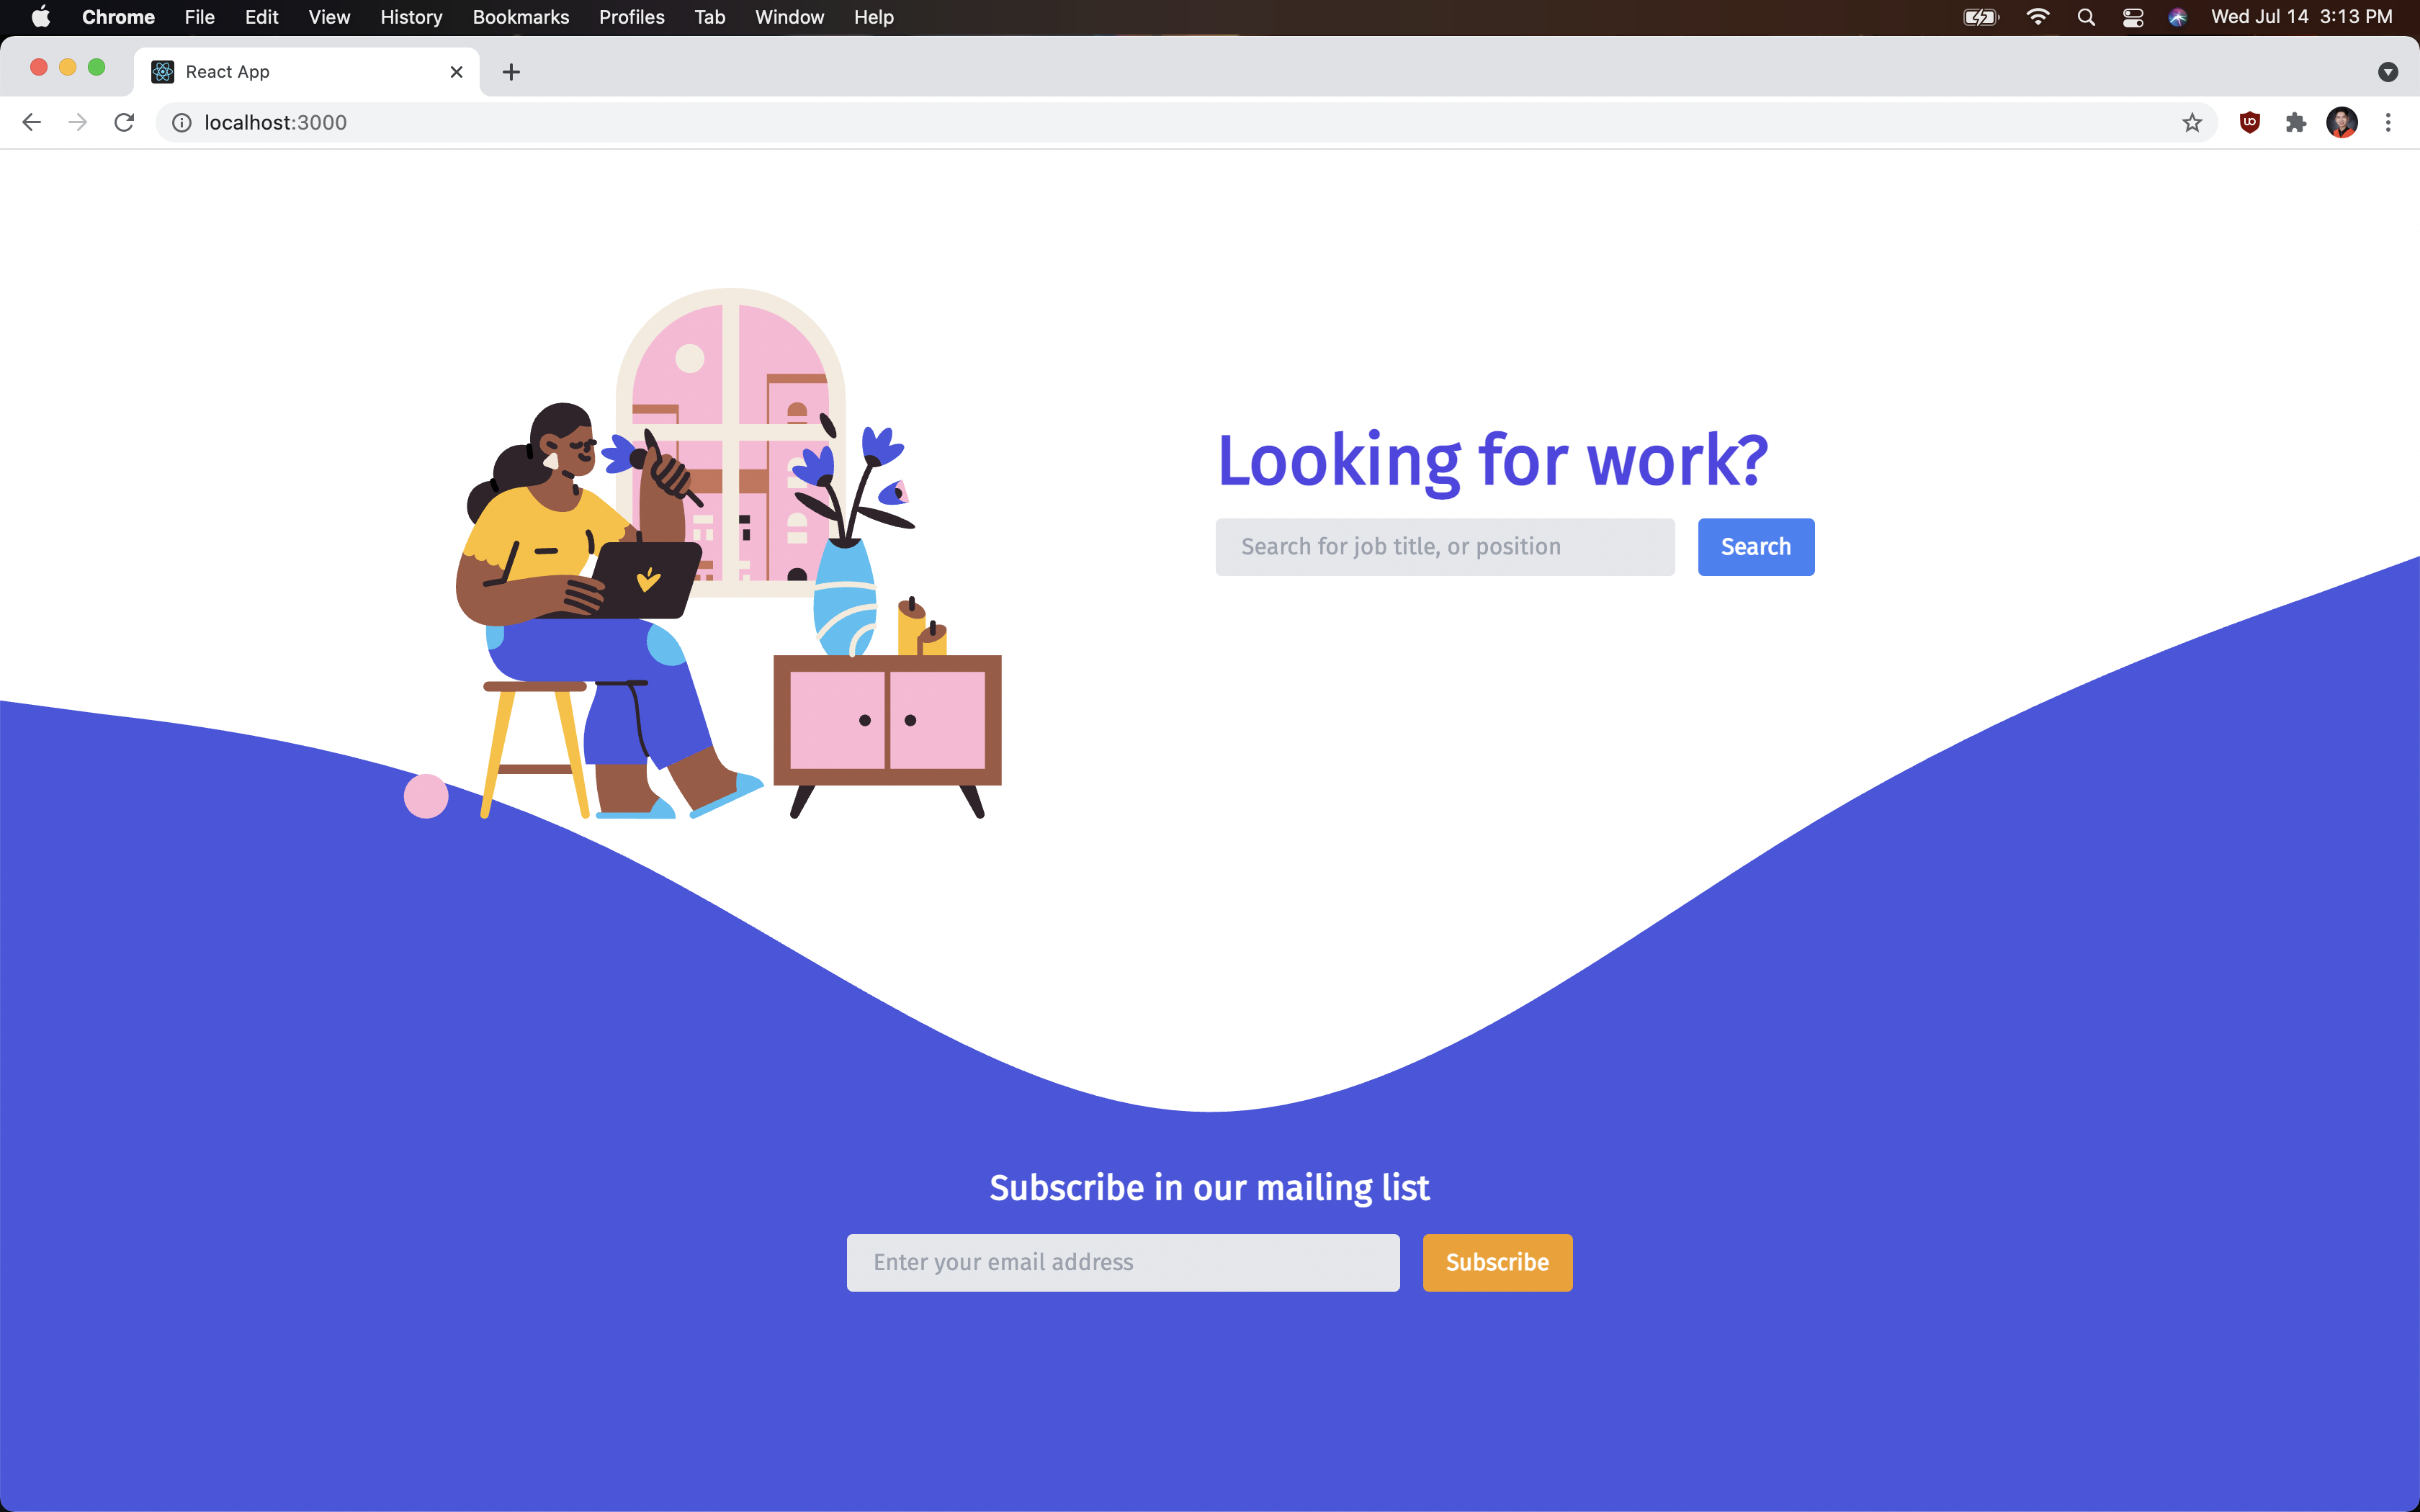 Chrome File Edit View History Bookmarks Profiles Tab Window Help Wed Jul 14 3:13 PM
React App
localhost:3000
Looking for work?
Search for job title, or position Search
Subscribe in our mailing list
Enter your email address Subscribe